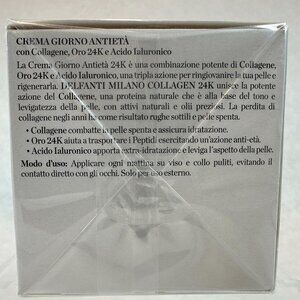 CREMA GIORNO ANTIETÀ
con Collagene, Oro 24K e Acido Ialuronico
La Crema Giorno Antietà 24K è una combinazione potente di Collagene,
Oro 24K e Acido Ialuronico, una tripla azione per ringiovanire la tua pelle e
rigenerarla. DELFANTI MILANO COLLAGEN 24K unisce la potente
azione del Collagene, una proteina naturale che è alla base del tono e
levigatezza della pelle, con attivi naturali e olii preziosi. La perdita di
collagene negli anni ha come risultato rughe sottili e pelle spenta.
• Collagene combatte la pelle spenta e assicura idratazione.
• Oro 24K aiuta a trasportare i Peptidi esercitando un'azione anti-età.
• Acido Ialuronico apporta extra-idratazione e leviga l'aspetto della pelle.
Modo d'uso: Applicare ogni mattina su viso e collo puliti, evitando il
contatto diretto con gli occhi. Solo per uso esterno.